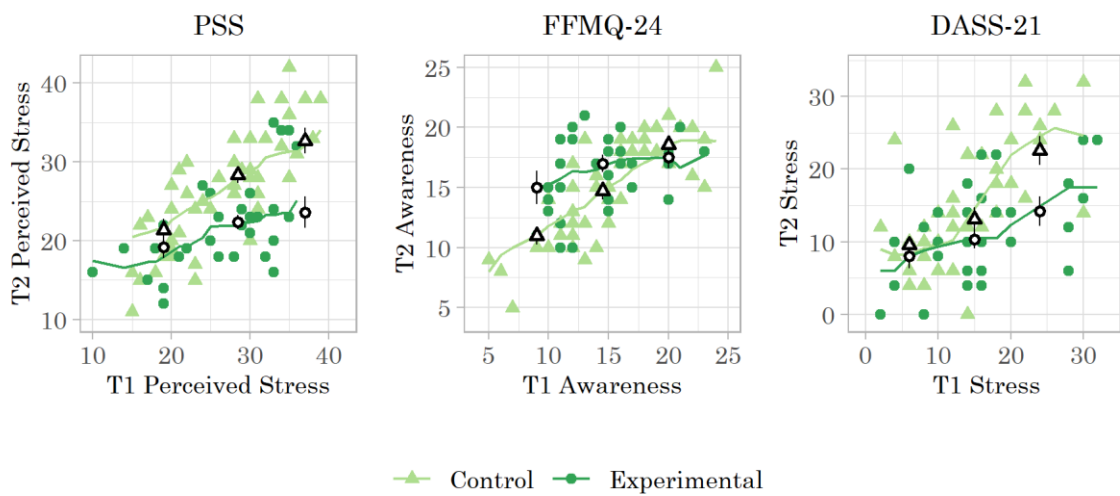 PSS
FFMQ-24
DASS-21
T2 Perceived Stress
40
30
20
10
10
20
30
40
T1 Perceived Stress
T2 Awareness
25
20
15
10
5
5
10
15
20
25
T1 Awareness
T2 Stress
30
20
10
0
0
10
20
30
T1 Stress
Control
Experimental